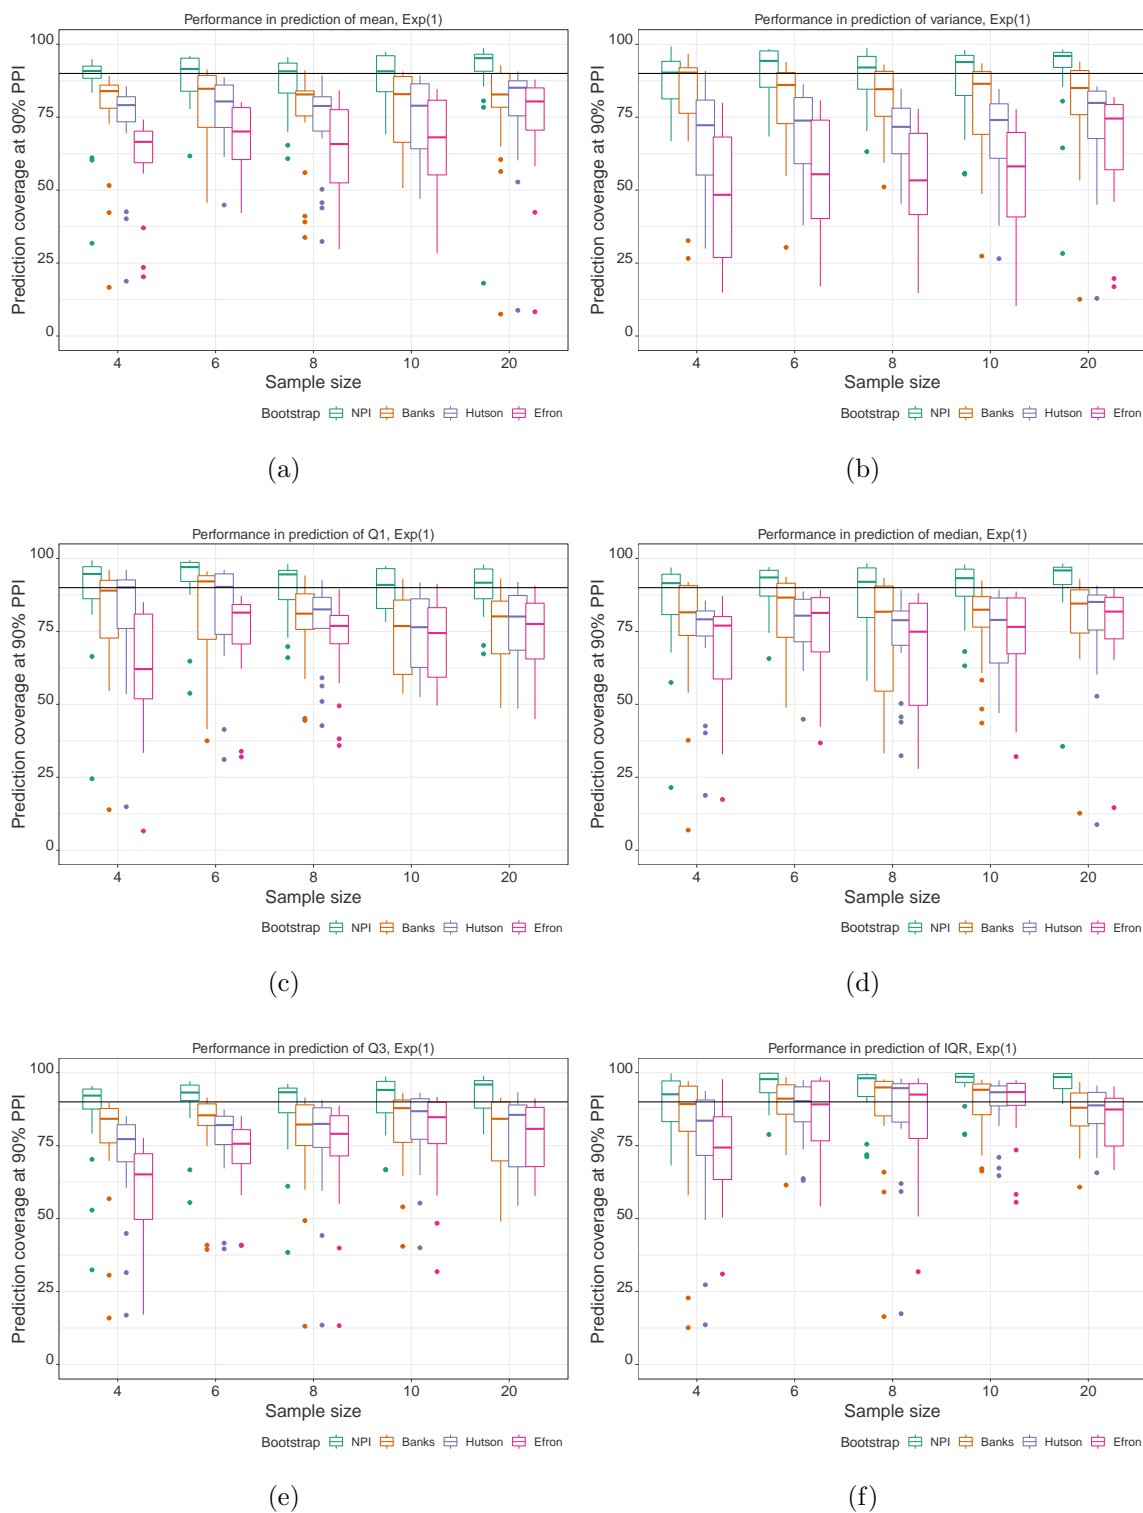 Performance in prediction of mean, Exp(1)
Prediction coverage at 90% PPI
100
75
50
25
0
4 6 8 10 20
Sample size
Bootstrap NPI Banks Hutson Efron
(a)
Performance in prediction of variance, Exp(1)
Prediction coverage at 90% PPI
100
75
50
25
0
4 6 8 10 20
Sample size
Bootstrap NPI Banks Hutson Efron
(b)
Performance in prediction of Q1, Exp(1)
Prediction coverage at 90% PPI
100
75
50
25
0
4 6 8 10 20
Sample size
Bootstrap NPI Banks Hutson Efron
(c)
Performance in prediction of median, Exp(1)
Prediction coverage at 90% PPI
100
75
50
25
0
4 6 8 10 20
Sample size
Bootstrap NPI Banks Hutson Efron
(d)
Performance in prediction of Q3, Exp(1)
Prediction coverage at 90% PPI
100
75
50
25
0
4 6 8 10 20
Sample size
Bootstrap NPI Banks Hutson Efron
(e)
Performance in prediction of IQR, Exp(1)
Prediction coverage at 90% PPI
100
75
50
25
0
4 6 8 10 20
Sample size
Bootstrap NPI Banks Hutson Efron
(f)